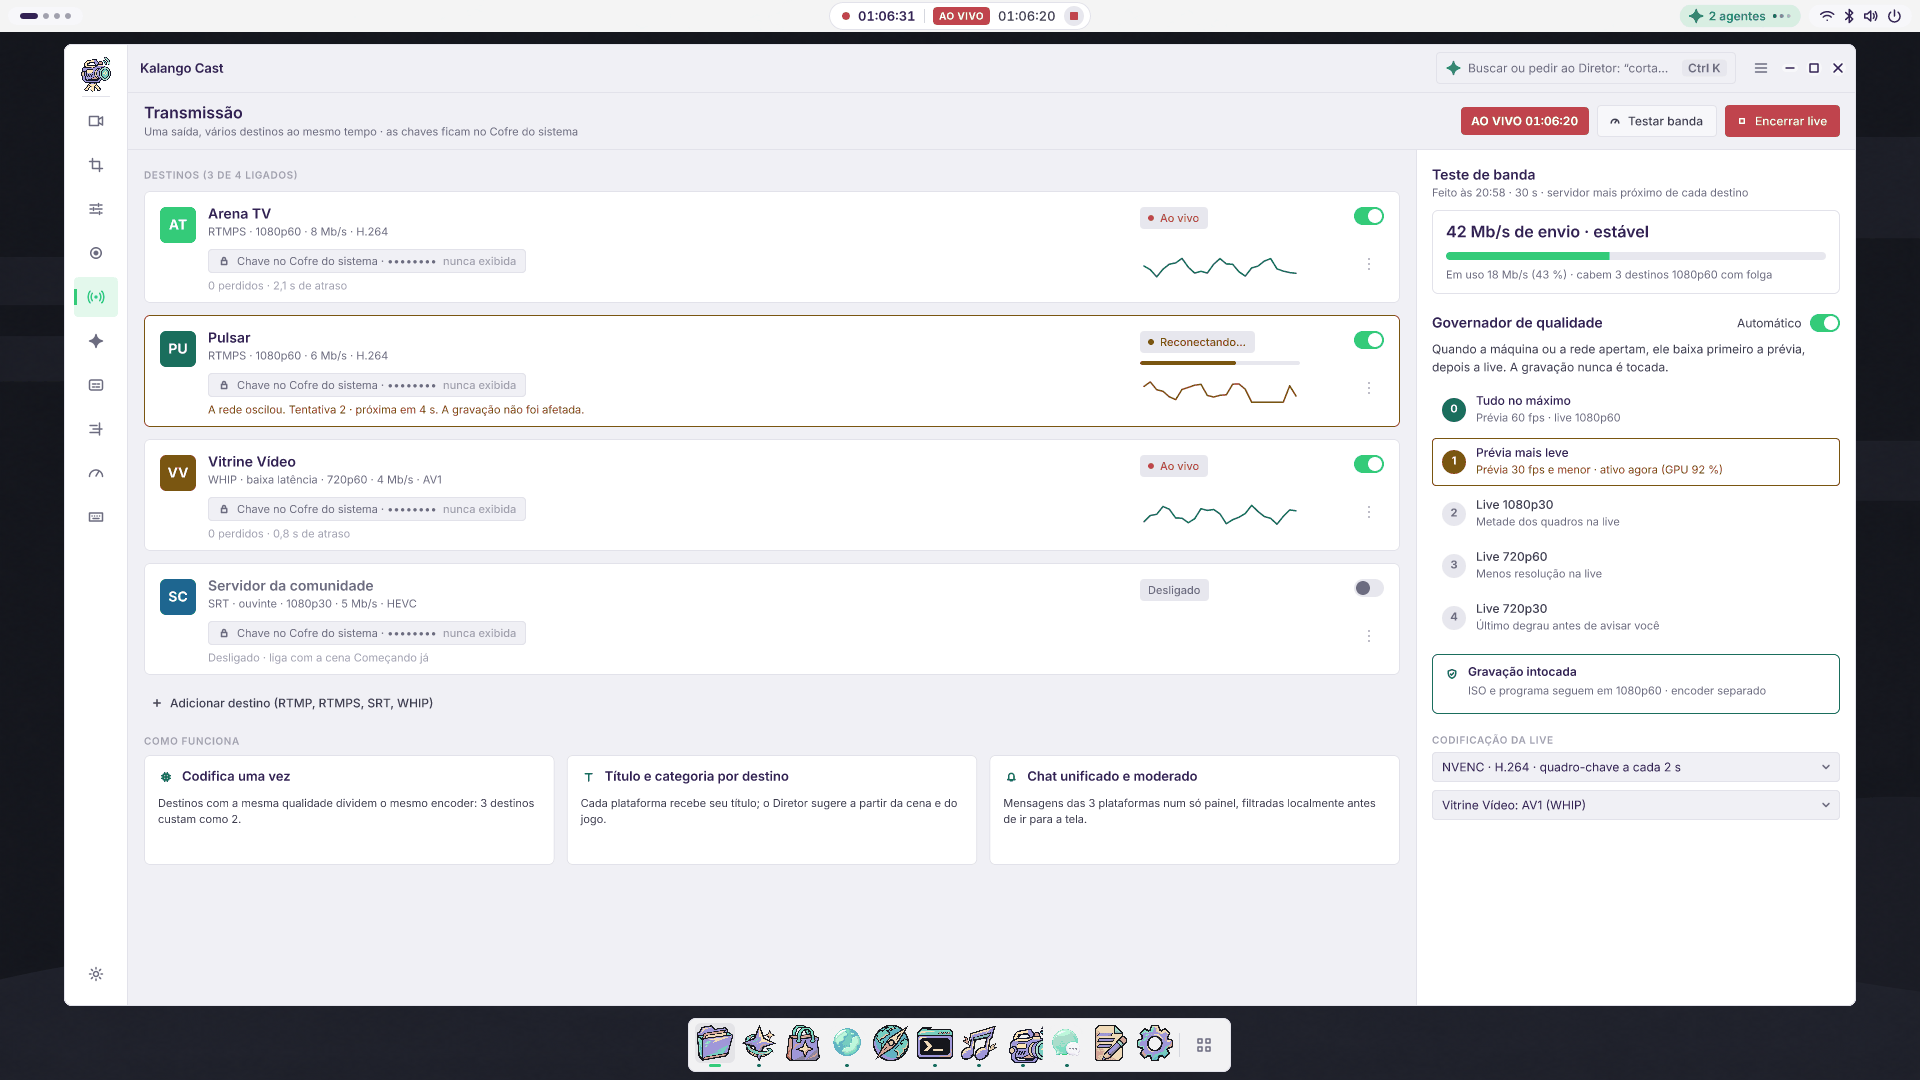 01:06:31 AO VIVO 01:06:20
2 agentes
Kalango Cast
Buscar ou pedir ao Diretor: “corta… Ctrl K
Transmissão
Uma saída, vários destinos ao mesmo tempo · as chaves ficam no Cofre do sistema
AO VIVO 01:06:20
Testar banda
Encerrar live
DESTINOS (3 DE 4 LIGADOS)
AT
Arena TV
RTMPS · 1080p60 · 8 Mb/s · H.264
Chave no Cofre do sistema · •••••••• nunca exibida
0 perdidos · 2,1 s de atraso
Ao vivo
PU
Pulsar
RTMPS · 1080p60 · 6 Mb/s · H.264
Chave no Cofre do sistema · •••••••• nunca exibida
A rede oscilou. Tentativa 2 · próxima em 4 s. A gravação não foi afetada.
Reconectando…
VV
Vitrine Vídeo
WHIP · baixa latência · 720p60 · 4 Mb/s · AV1
Chave no Cofre do sistema · •••••••• nunca exibida
0 perdidos · 0,8 s de atraso
Ao vivo
SC
Servidor da comunidade
SRT · ouvinte · 1080p30 · 5 Mb/s · HEVC
Chave no Cofre do sistema · •••••••• nunca exibida
Desligado · liga com a cena Começando já
Desligado
+ Adicionar destino (RTMP, RTMPS, SRT, WHIP)
COMO FUNCIONA
Codifica uma vez
Destinos com a mesma qualidade dividem o mesmo encoder: 3 destinos
custam como 2.
Título e categoria por destino
Cada plataforma recebe seu título; o Diretor sugere a partir da cena e do
jogo.
Chat unificado e moderado
Mensagens das 3 plataformas num só painel, filtradas localmente antes
de ir para a tela.
Teste de banda
Feito às 20:58 · 30 s · servidor mais próximo de cada destino
42 Mb/s de envio · estável
Em uso 18 Mb/s (43 %) · cabem 3 destinos 1080p60 com folga
Governador de qualidade
Automático
Quando a máquina ou a rede apertam, ele baixa primeiro a prévia,
depois a live. A gravação nunca é tocada.
0
Tudo no máximo
Prévia 60 fps · live 1080p60
1
Prévia mais leve
Prévia 30 fps e menor · ativo agora (GPU 92 %)
2
Live 1080p30
Metade dos quadros na live
3
Live 720p60
Menos resolução na live
4
Live 720p30
Último degrau antes de avisar você
Gravação intocada
ISO e programa seguem em 1080p60 · encoder separado
CODIFICAÇÃO DA LIVE
NVENC · H.264 · quadro-chave a cada 2 s
Vitrine Vídeo: AV1 (WHIP)